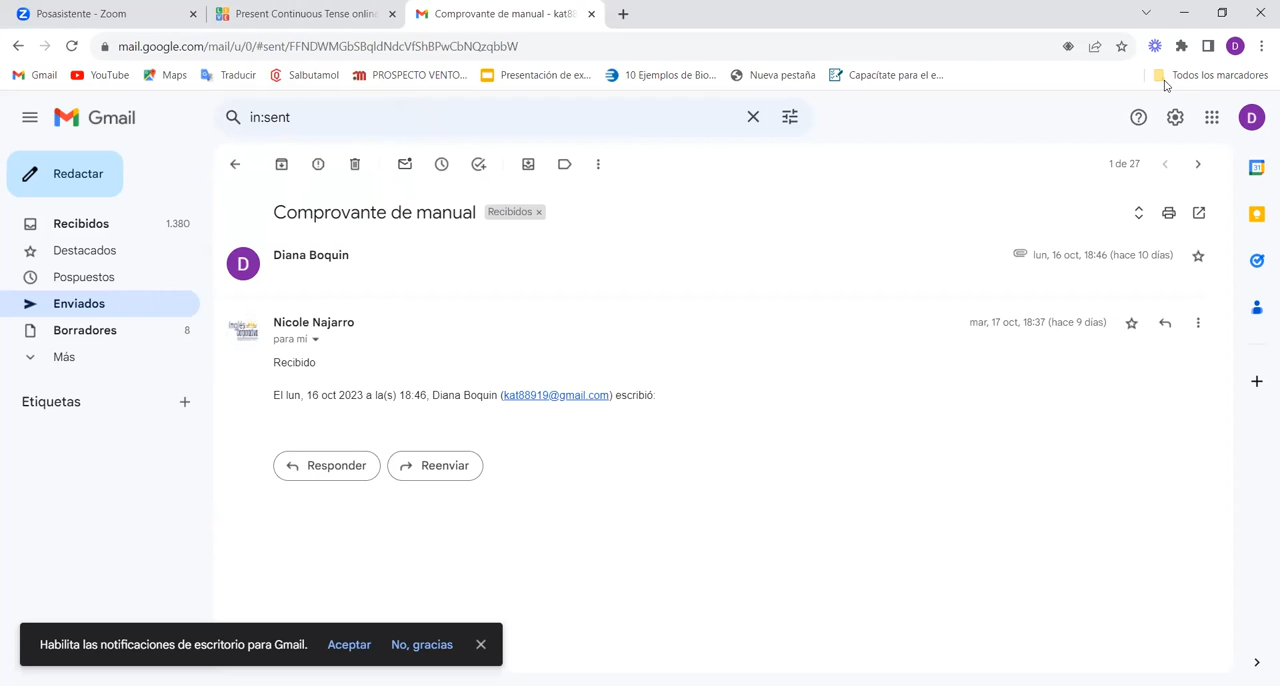 Posasistente - Zoom
Present Continuous Tense online
Comprovante de manual - kat88
mail.google.com/mail/u/0/#sent/FFNDWMGbSBqldNdcVfShBPwCbNQzqbbW
D
Gmail
YouTube
Maps
Traducir
Salbutamol
PROSPECTO VENTO...
Presentación de ex...
10 Ejemplos de Bio...
Nueva pestaña
Capacítate para el e...
Todos los marcadores
Gmail
in:sent
D
Redactar
1 de 27
31
Comprovante de manual
Recibidos ×
Recibidos 1.380
Destacados
Pospuestos
Enviados
Borradores 8
Más
Etiquetas
D
Diana Boquin
lun, 16 oct, 18:46 (hace 10 días)
Nicole Najarro
mar, 17 oct, 18:37 (hace 9 días)
para mí
Recibido
El lun, 16 oct 2023 a la(s) 18:46, Diana Boquin (kat88919@gmail.com) escribió:
Responder
Reenviar
Habilita las notificaciones de escritorio para Gmail. Aceptar No, gracias